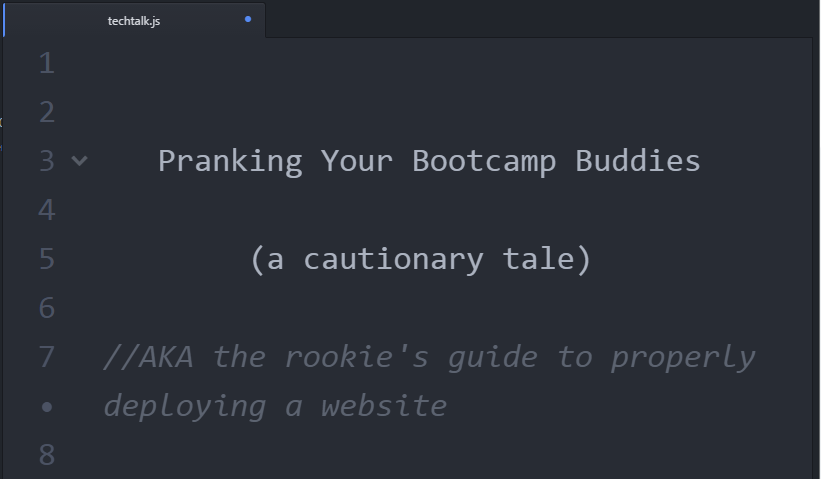 techtalk.js
1
2
3 Pranking Your Bootcamp Buddies
4
5 (a cautionary tale)
6
7 //AKA the rookie's guide to properly
• deploying a website
8